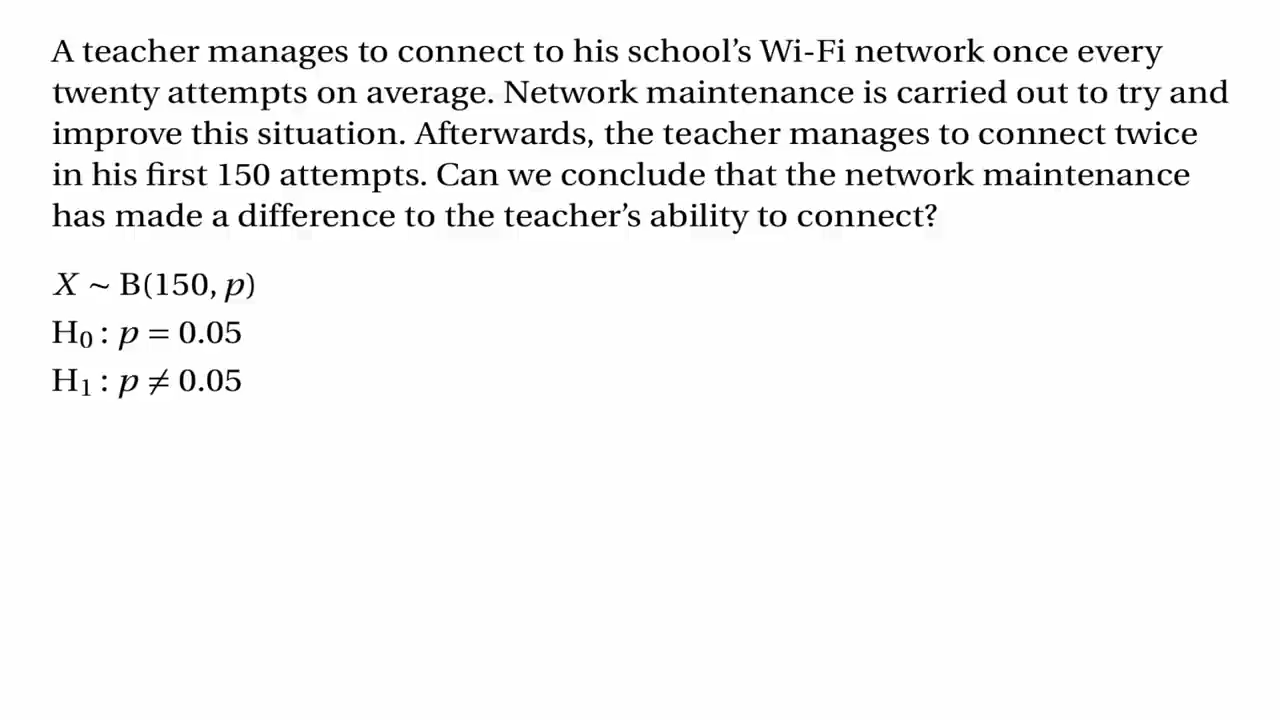 A teacher manages to connect to his school’s Wi-Fi network once every
twenty attempts on average. Network maintenance is carried out to try and
improve this situation. Afterwards, the teacher manages to connect twice
in his first 150 attempts. Can we conclude that the network maintenance
has made a difference to the teacher’s ability to connect?
X ~ B(150, p)
H₀ : p = 0.05
H₁ : p ≠ 0.05